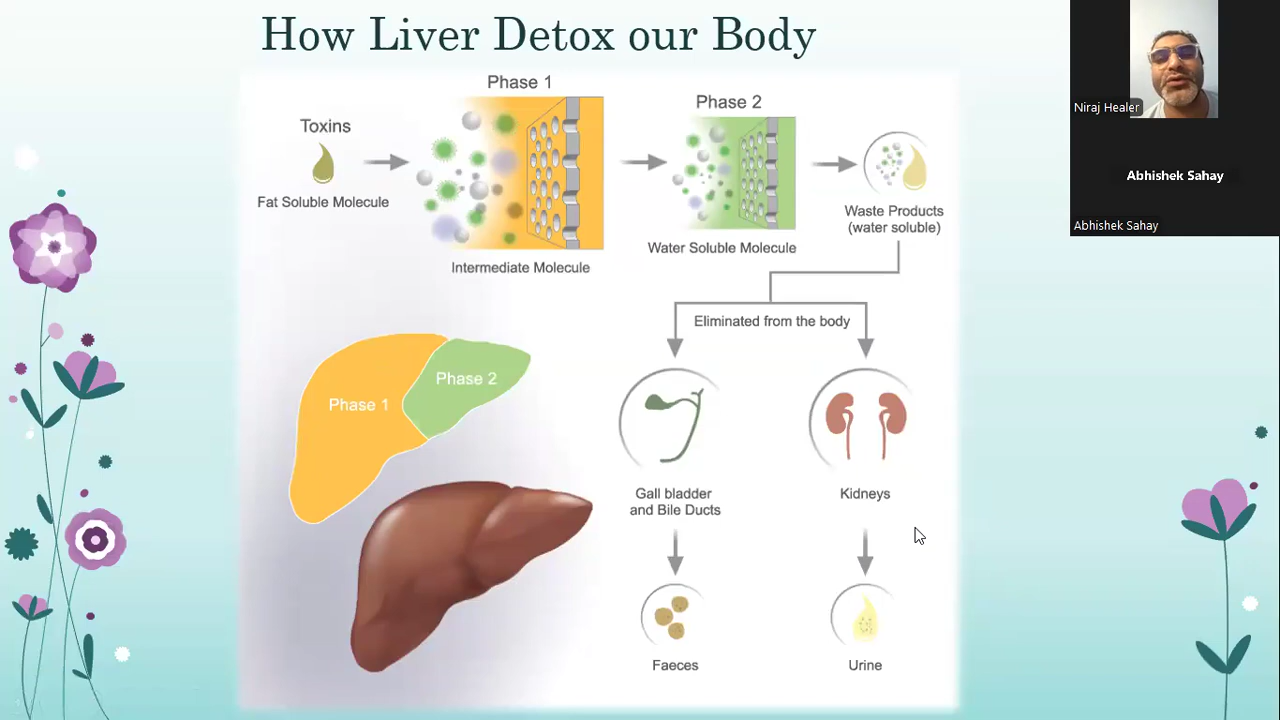 How Liver Detox our Body
Phase 1
Phase 2
Toxins
Fat Soluble Molecule
Intermediate Molecule
Water Soluble Molecule
Waste Products
(water soluble)
Eliminated from the body
Phase 1
Phase 2
Gall bladder
and Bile Ducts
Kidneys
Faeces
Urine
Niraj Healer
Abhishek Sahay
Abhishek Sahay